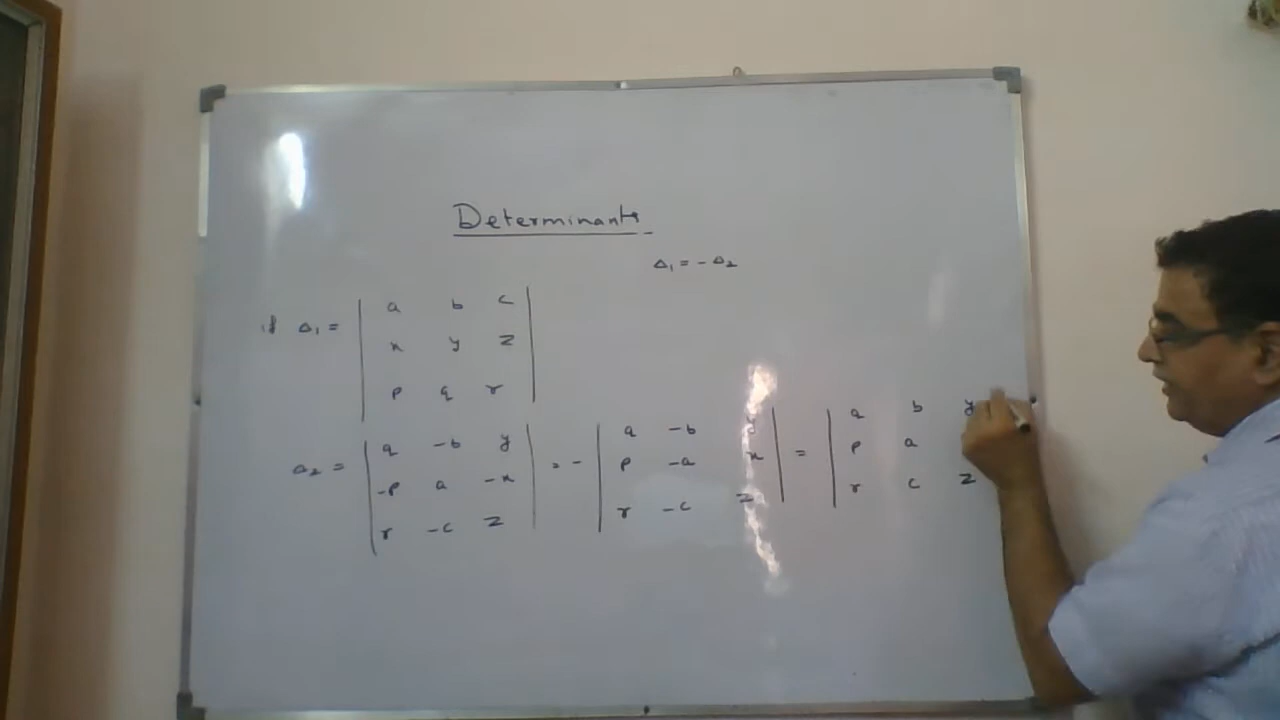 Determinants
Δ₁ = - Δ₂
if Δ₁ = | a b c |
| x y z |
| p q r |
Δ₂ = | q -b y | = - | q -b y | = | q b y
| -p a -x | | p -a x | | p a
| r -c z | | r -c z | | r c z